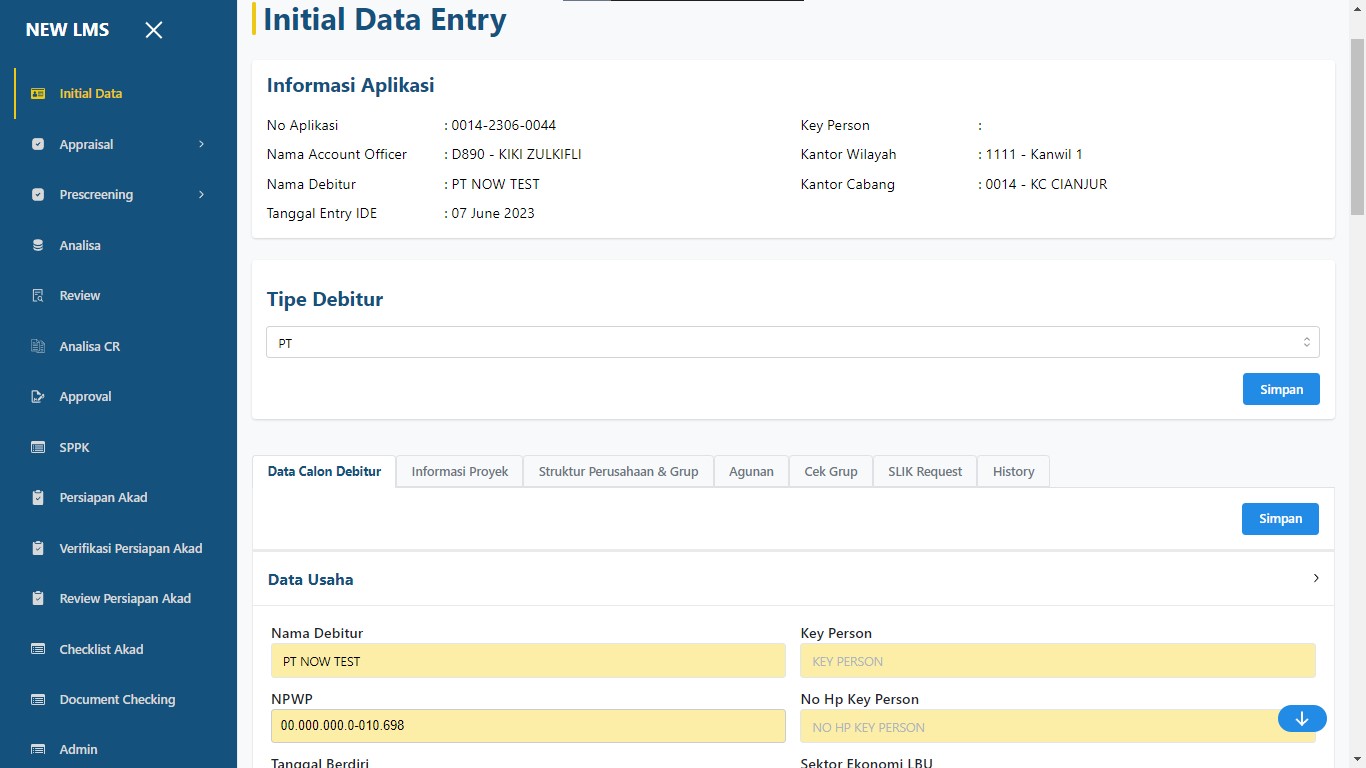 NEW LMS
Initial Data
Appraisal
Prescreening
Analisa
Review
Analisa CR
Approval
SPPK
Persiapan Akad
Verifikasi Persiapan Akad
Review Persiapan Akad
Checklist Akad
Document Checking
Admin
Initial Data Entry
Informasi Aplikasi
No Aplikasi : 0014-2306-0044 Key Person :
Nama Account Officer : D890 - KIKI ZULKIFLI Kantor Wilayah : 1111 - Kanwil 1
Nama Debitur : PT NOW TEST Kantor Cabang : 0014 - KC CIANJUR
Tanggal Entry IDE : 07 June 2023
Tipe Debitur
PT
Simpan
Data Calon Debitur Informasi Proyek Struktur Perusahaan & Grup Agunan Cek Grup SLIK Request History
Simpan
Data Usaha
Nama Debitur Key Person
PT NOW TEST KEY PERSON
NPWP No Hp Key Person
00.000.000.0-010.698 NO HP KEY PERSON
Tanggal Berdiri Sektor Ekonomi LBU